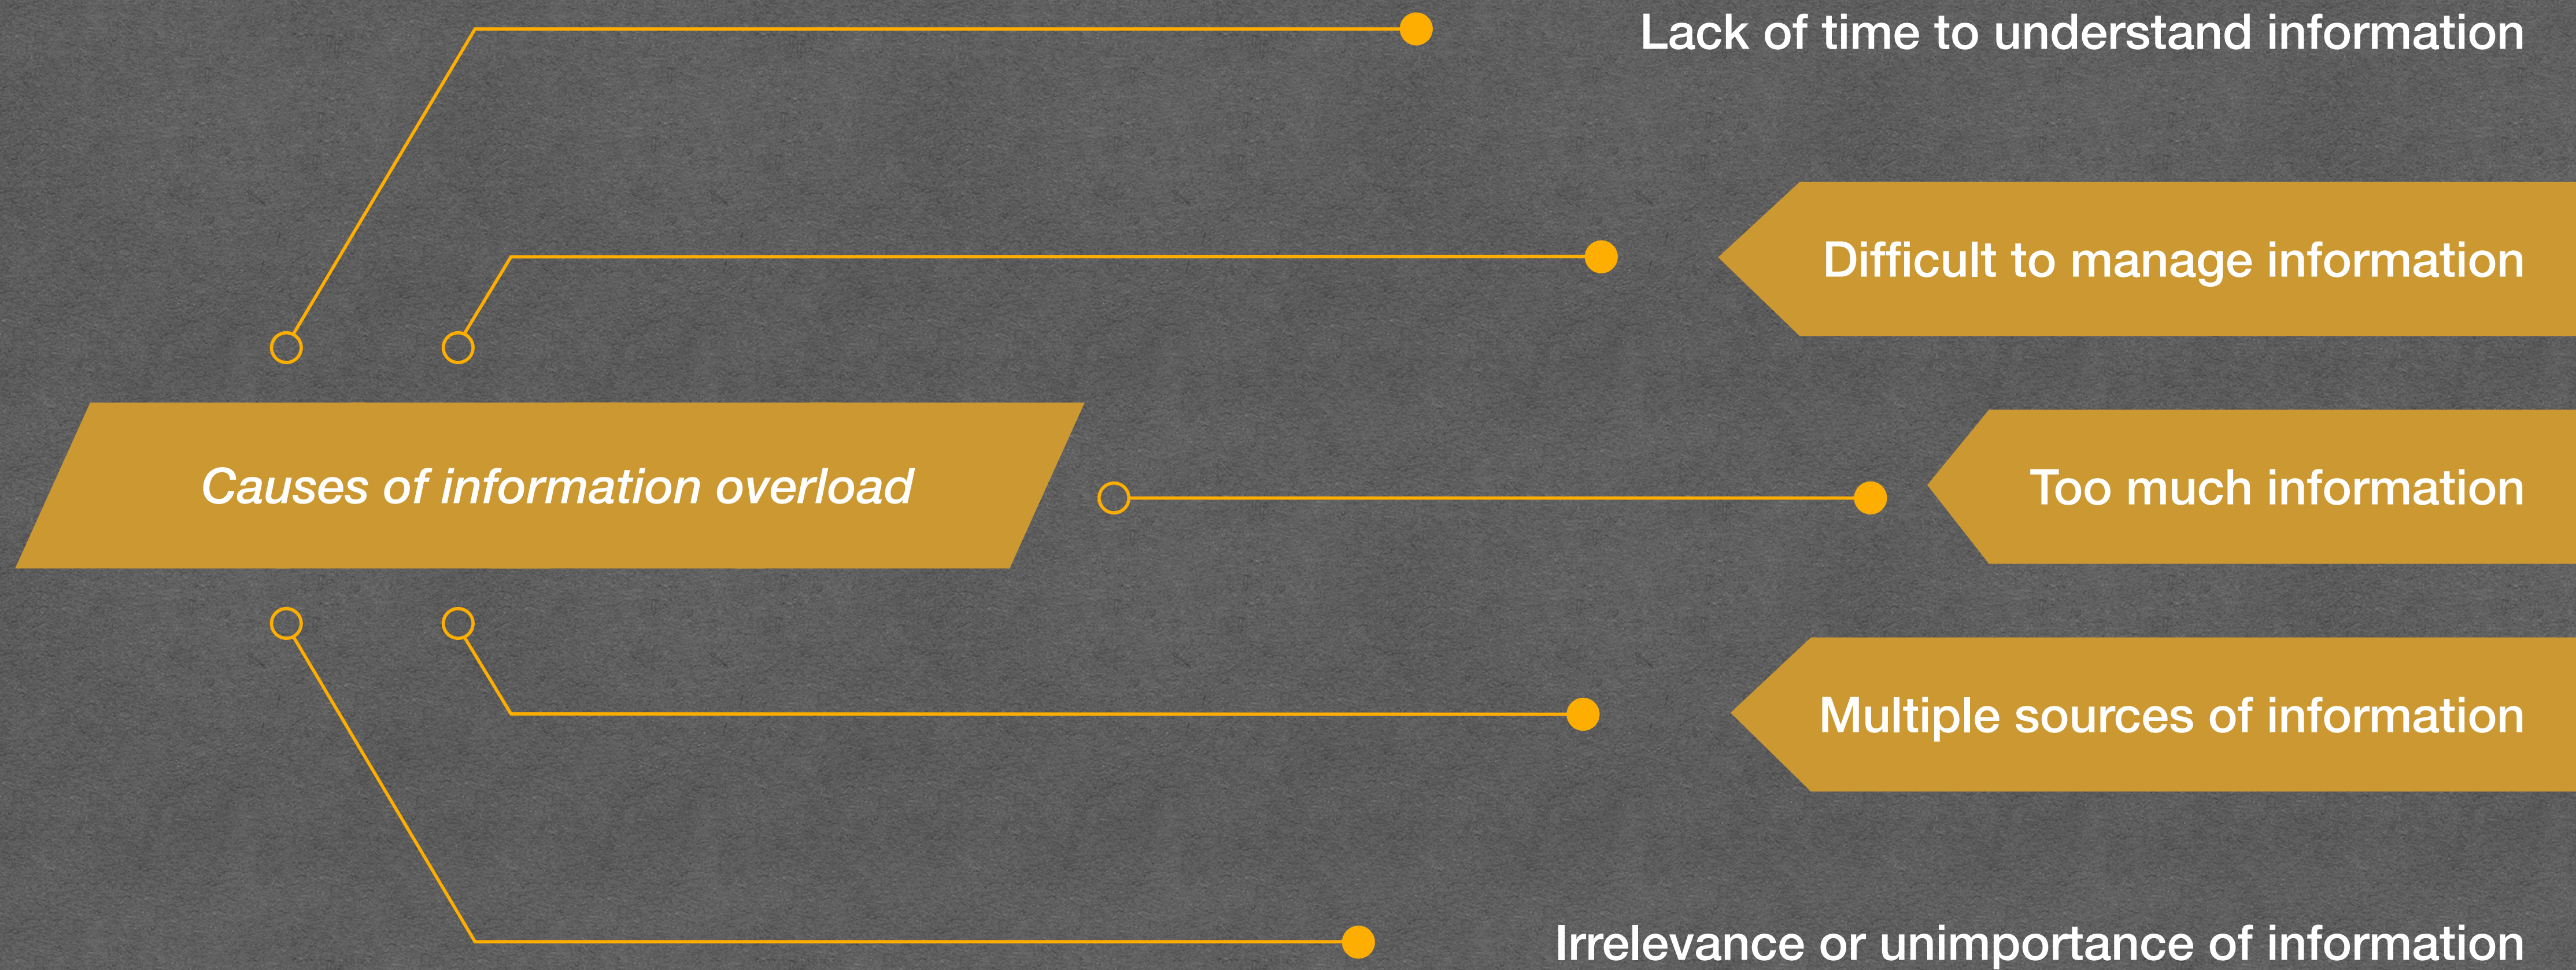 Lack of time to understand information
Difficult to manage information
Causes of information overload
Too much information
Multiple sources of information
Irrelevance or unimportance of information